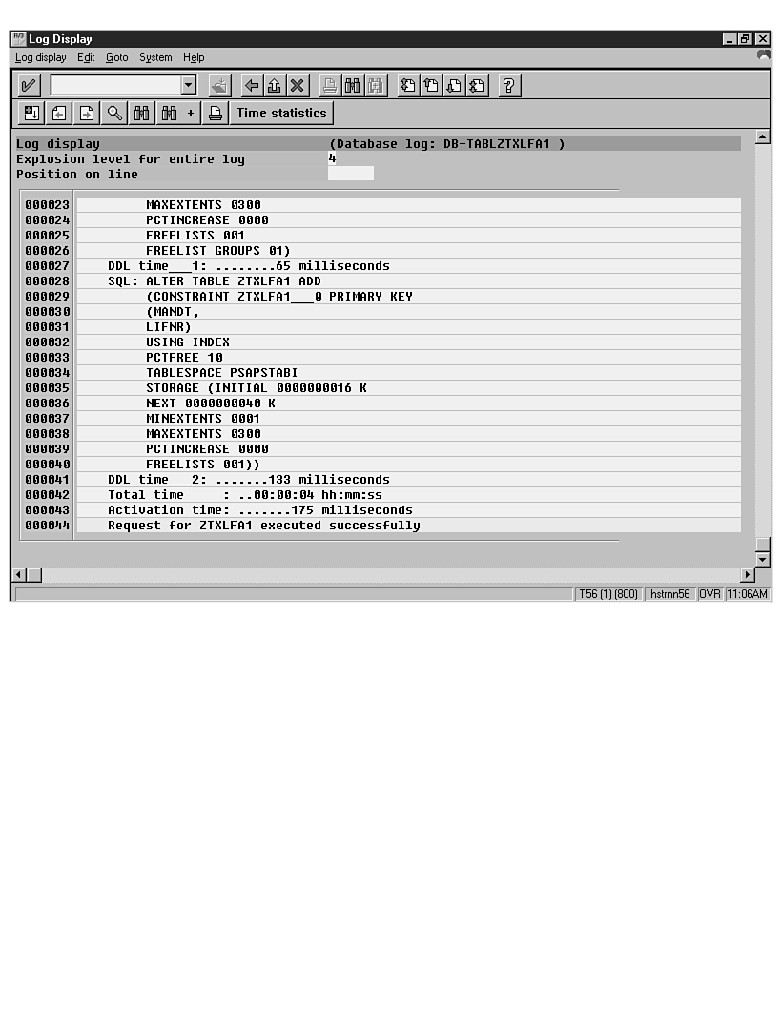 Log Display
Log display Edit Goto System Help
Time statistics
Log display (Database log: DB-TABLZTXLFA1 )
Explosion level for entire log 4
Position on line
000023 MAXEXTENTS 0300
000024 PCTINCREASE 0000
000025 FREELISTS 001
000026 FREELIST GROUPS 01)
000027 DDL time___1: ........65 milliseconds
000028 SQL: ALTER TABLE ZTXLFA1 ADD
000029 (CONSTRAINT ZTXLFA1___0 PRIMARY KEY
000030 (MANDT,
000031 LIFNR)
000032 USING INDEX
000033 PCTFREE 10
000034 TABLESPACE PSAPSTABI
000035 STORAGE (INITIAL 0000000016 K
000036 NEXT 0000000040 K
000037 MINEXTENTS 0001
000038 MAXEXTENTS 0300
000039 PCTINCREASE 0000
000040 FREELISTS 001))
000041 DDL time 2: .......133 milliseconds
000042 Total time : ..00:00:04 hh:mm:ss
000043 Activation time: .......175 milliseconds
000044 Request for ZTXLFA1 executed successfully
T56 (1) (800) hstrnn56 OVR 11:06AM